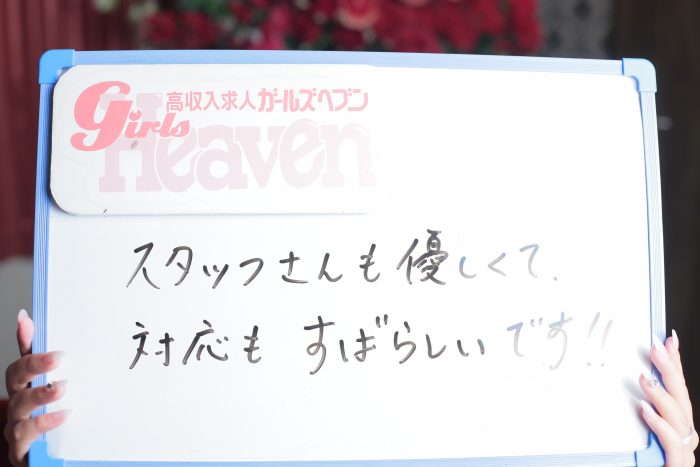 高収入求人ガールズヘブン
Girls
Heaven
スタッフさんも優しくて、
対応も すばらしいです!!